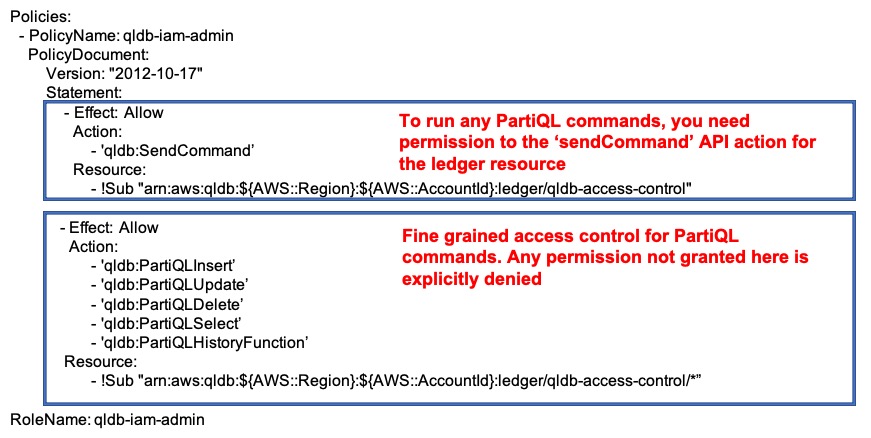 Policies:
- PolicyName: qldb-iam-admin
PolicyDocument:
Version: "2012-10-17"
Statement:
- Effect: Allow
Action:
- 'qldb:SendCommand’
Resource:
- !Sub "arn:aws:qldb:${AWS::Region}:${AWS::AccountId}:ledger/qldb-access-control"
To run any PartiQL commands, you need
permission to the ‘sendCommand’ API action for
the ledger resource
- Effect: Allow
Action:
- 'qldb:PartiQLInsert’
- 'qldb:PartiQLUpdate’
- 'qldb:PartiQLDelete’
- 'qldb:PartiQLSelect’
- 'qldb:PartiQLHistoryFunction’
Resource:
- !Sub "arn:aws:qldb:${AWS::Region}:${AWS::AccountId}:ledger/qldb-access-control/*”
Fine grained access control for PartiQL
commands. Any permission not granted here is
explicitly denied
RoleName: qldb-iam-admin